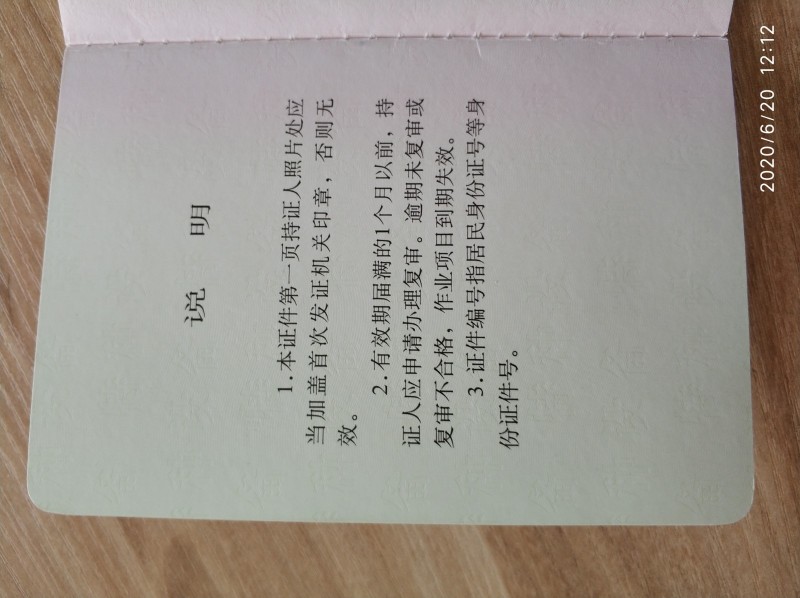 说 明
1.本证件第一页持证人照片处应
当加盖首次发证机关印章，否则无
效。
2.有效期届满的1个月以前，持
证人应申请办理复审。逾期未复审或
复审不合格，作业项目到期失效。
3.证件编号指居民身份证号等身
份证件号。
2020/6/20 12:12